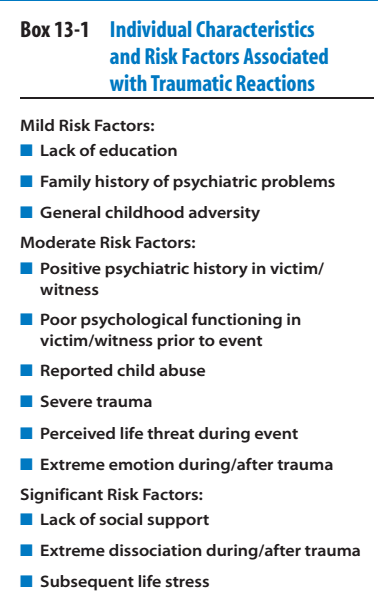 Box 13-1 Individual Characteristics
and Risk Factors Associated
with Traumatic Reactions
Mild Risk Factors:
■ Lack of education
■ Family history of psychiatric problems
■ General childhood adversity
Moderate Risk Factors:
■ Positive psychiatric history in victim/
witness
■ Poor psychological functioning in
victim/witness prior to event
■ Reported child abuse
■ Severe trauma
■ Perceived life threat during event
■ Extreme emotion during/after trauma
Significant Risk Factors:
■ Lack of social support
■ Extreme dissociation during/after trauma
■ Subsequent life stress